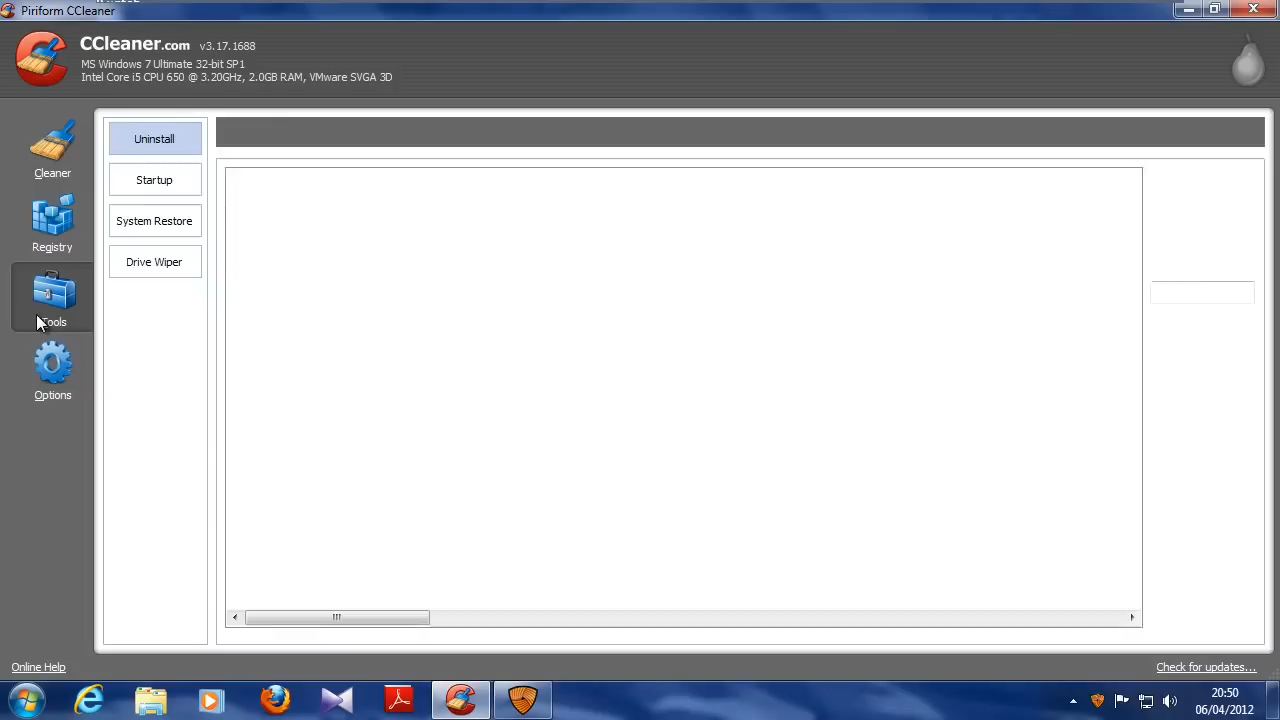 Piriform CCleaner
CCleaner.com v3.17.1688
MS Windows 7 Ultimate 32-bit SP1
Intel Core i5 CPU 650 @ 3.20GHz, 2.0GB RAM, VMware SVGA 3D
Cleaner
Registry
Tools
Options
Uninstall
Startup
System Restore
Drive Wiper
Online Help
Check for updates...
20:50
06/04/2012